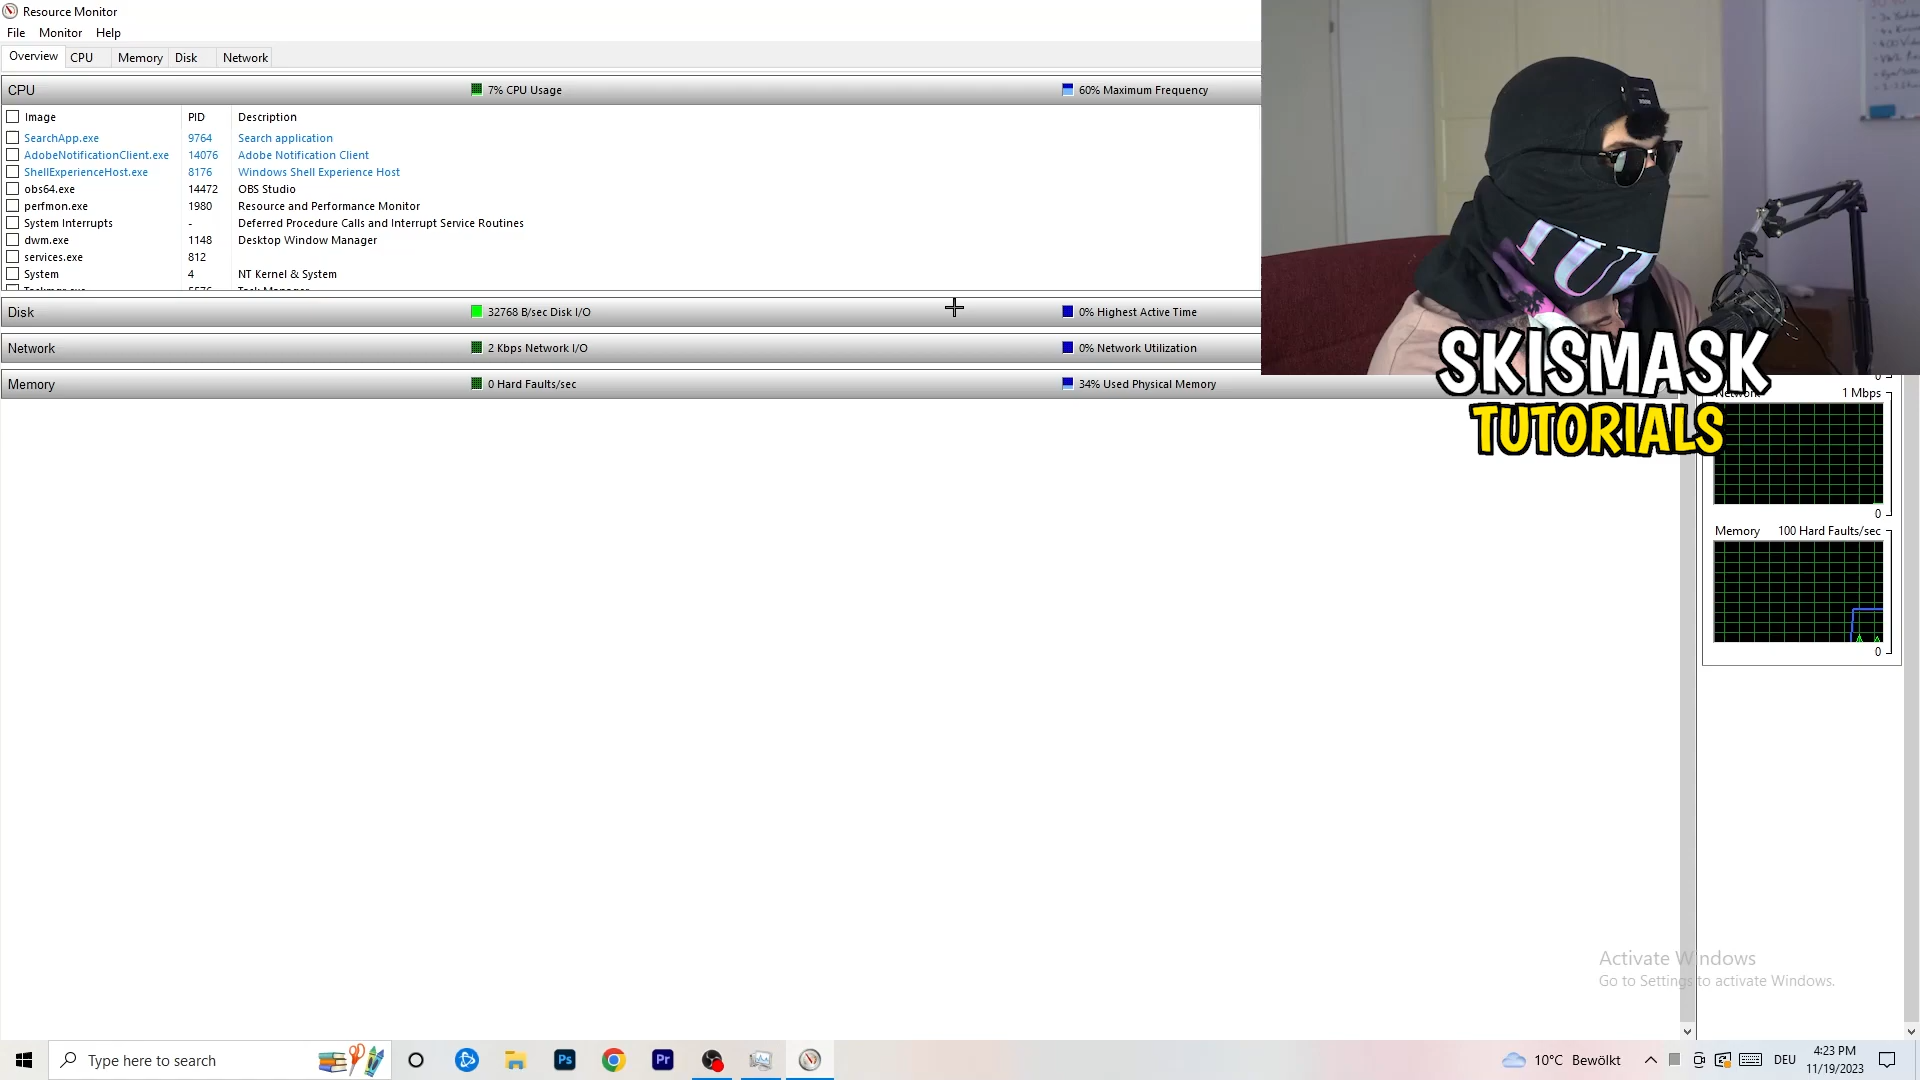 Resource Monitor
File Monitor Help
Overview CPU Memory Disk Network
CPU 7% CPU Usage 60% Maximum Frequency
Image PID Description
SearchApp.exe 9764 Search application
AdobeNotificationClient.exe 14076 Adobe Notification Client
ShellExperienceHost.exe 8176 Windows Shell Experience Host
obs64.exe 14472 OBS Studio
perfmon.exe 1980 Resource and Performance Monitor
System Interrupts - Deferred Procedure Calls and Interrupt Service Routines
dwm.exe 1148 Desktop Window Manager
services.exe 812
System 4 NT Kernel & System
Disk 32768 B/sec Disk I/O 0% Highest Active Time
Network 2 Kbps Network I/O 0% Network Utilization
Memory 0 Hard Faults/sec 34% Used Physical Memory
SKISMASK
TUTORIALS
Network 1 Mbps
0
Memory 100 Hard Faults/sec
0
Activate Windows
Go to Settings to activate Windows.
Type here to search
Ps
Pr
10°C Bewölkt
DEU
4:23 PM
11/19/2023